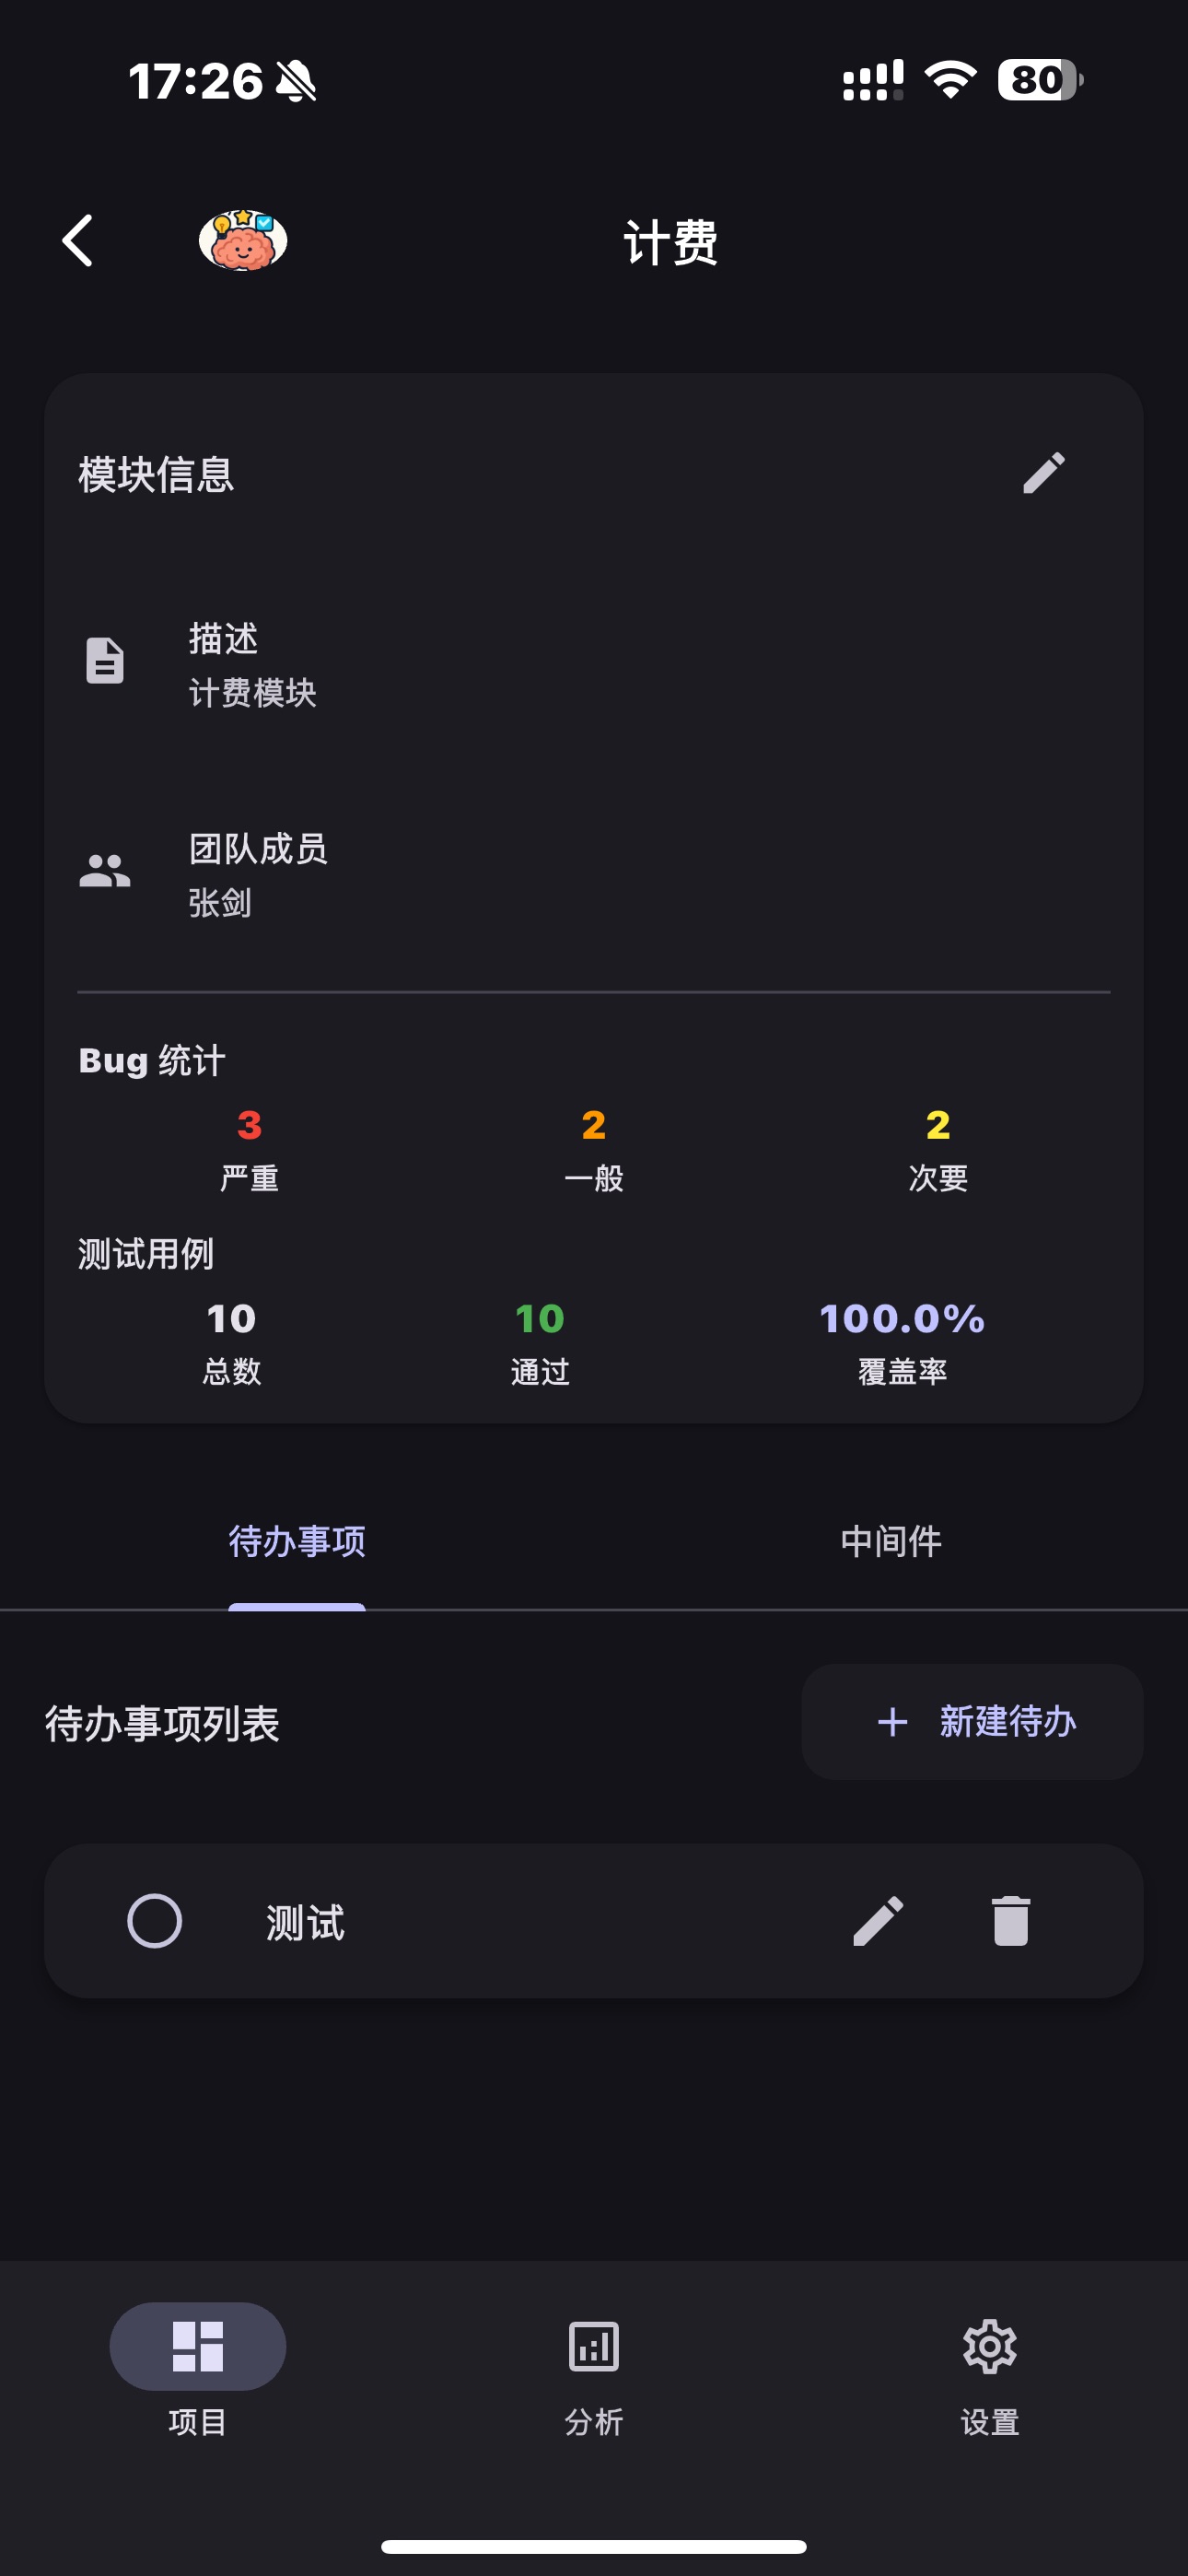 17:26
80
计费
模块信息
描述
计费模块
团队成员
张剑
Bug 统计
3 2 2
严重 一般 次要
测试用例
10 10 100.0%
总数 通过 覆盖率
待办事项 中间件
待办事项列表
+ 新建待办
测试
项目 分析 设置